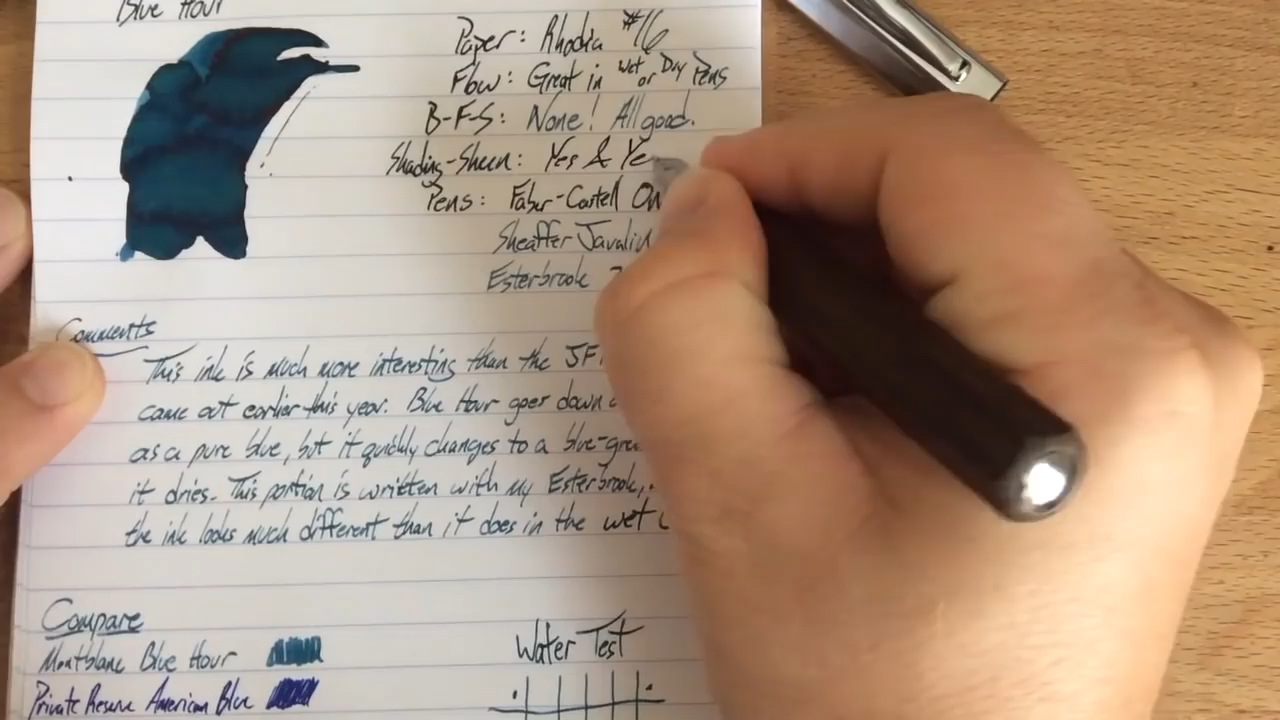 Blue Hour
Paper: Rhodia #16
Flow: Great in Wet or Dry Pens
B-F-S: None! All good.
Shading-Sheen: Yes & Ye
Pens: Faber-Castell On
Sheaffer Javalin
Esterbrook
Comments
This ink is much more interesting than the JF
came out earlier this year. Blue Hour goes down
as a pure blue, but it quickly changes to a blue-gre
it dries. This portion is written with my Esterbrook,
the ink looks much different than it does in the wet
Compare
Montblanc Blue Hour
Water Test
Private Reserve American Blue